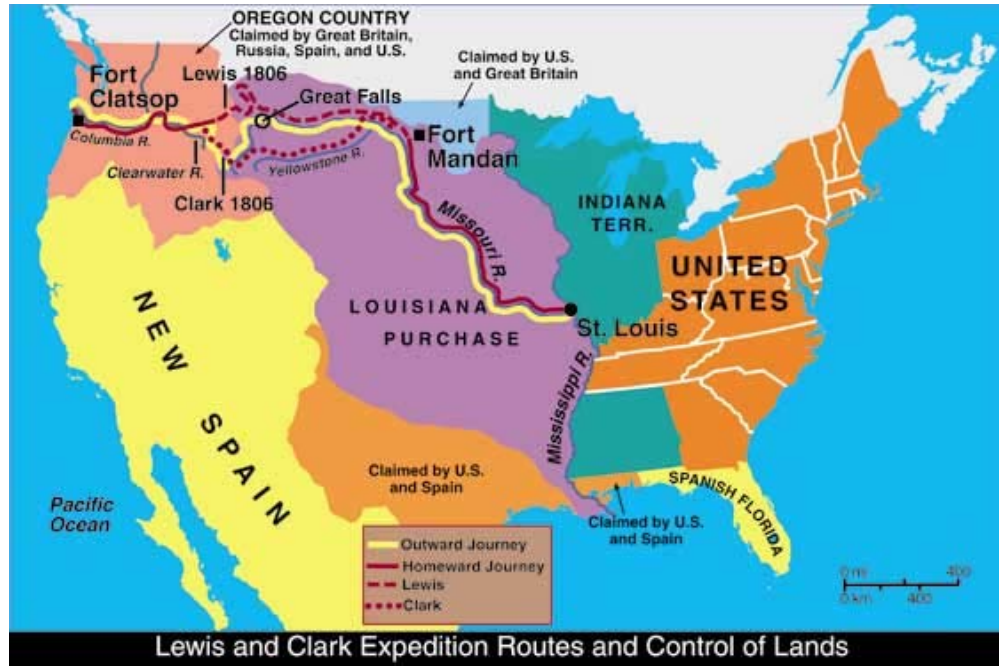 OREGON COUNTRY
Claimed by Great Britain,
Russia, Spain, and U.S.
Claimed by U.S.
and Great Britain
Fort
Clatsop
Lewis 1806
Great Falls
Fort
Mandan
Columbia R.
Clearwater R.
Yellowstone R.
Clark 1806
Missouri R.
INDIANA
TERR.
UNITED
STATES
LOUISIANA
PURCHASE
St. Louis
NEW SPAIN
Mississippi R.
Claimed by U.S.
and Spain
SPANISH FLORIDA
Pacific
Ocean
Claimed by U.S.
and Spain
Outward Journey
Homeward Journey
Lewis
Clark
0 mi 400
0 km 400
Lewis and Clark Expedition Routes and Control of Lands